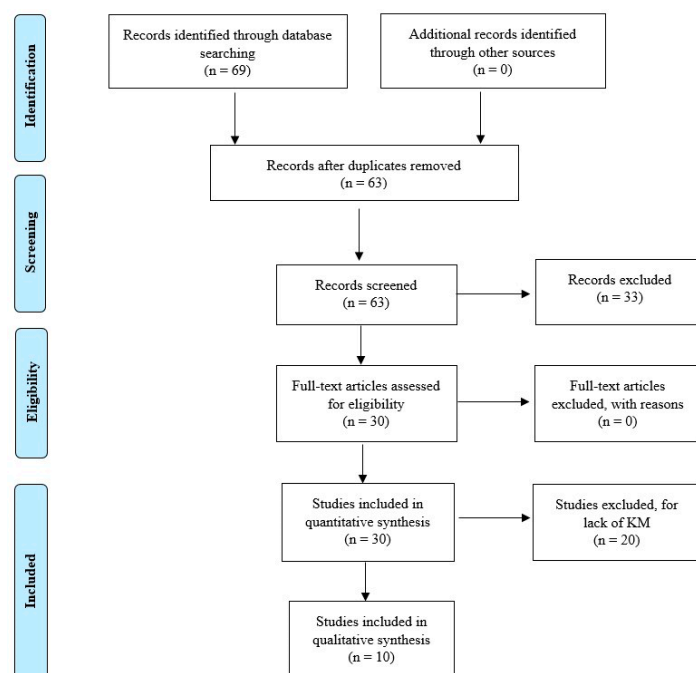 Identification
Records identified through database
searching
(n = 69)
Additional records identified
through other sources
(n = 0)
Records after duplicates removed
(n = 63)
Screening
Records screened
(n = 63)
Records excluded
(n = 33)
Eligibility
Full-text articles assessed
for eligibility
(n = 30)
Full-text articles
excluded, with reasons
(n = 0)
Included
Studies included in
quantitative synthesis
(n = 30)
Studies excluded, for
lack of KM
(n = 20)
Studies included in
qualitative synthesis
(n = 10)